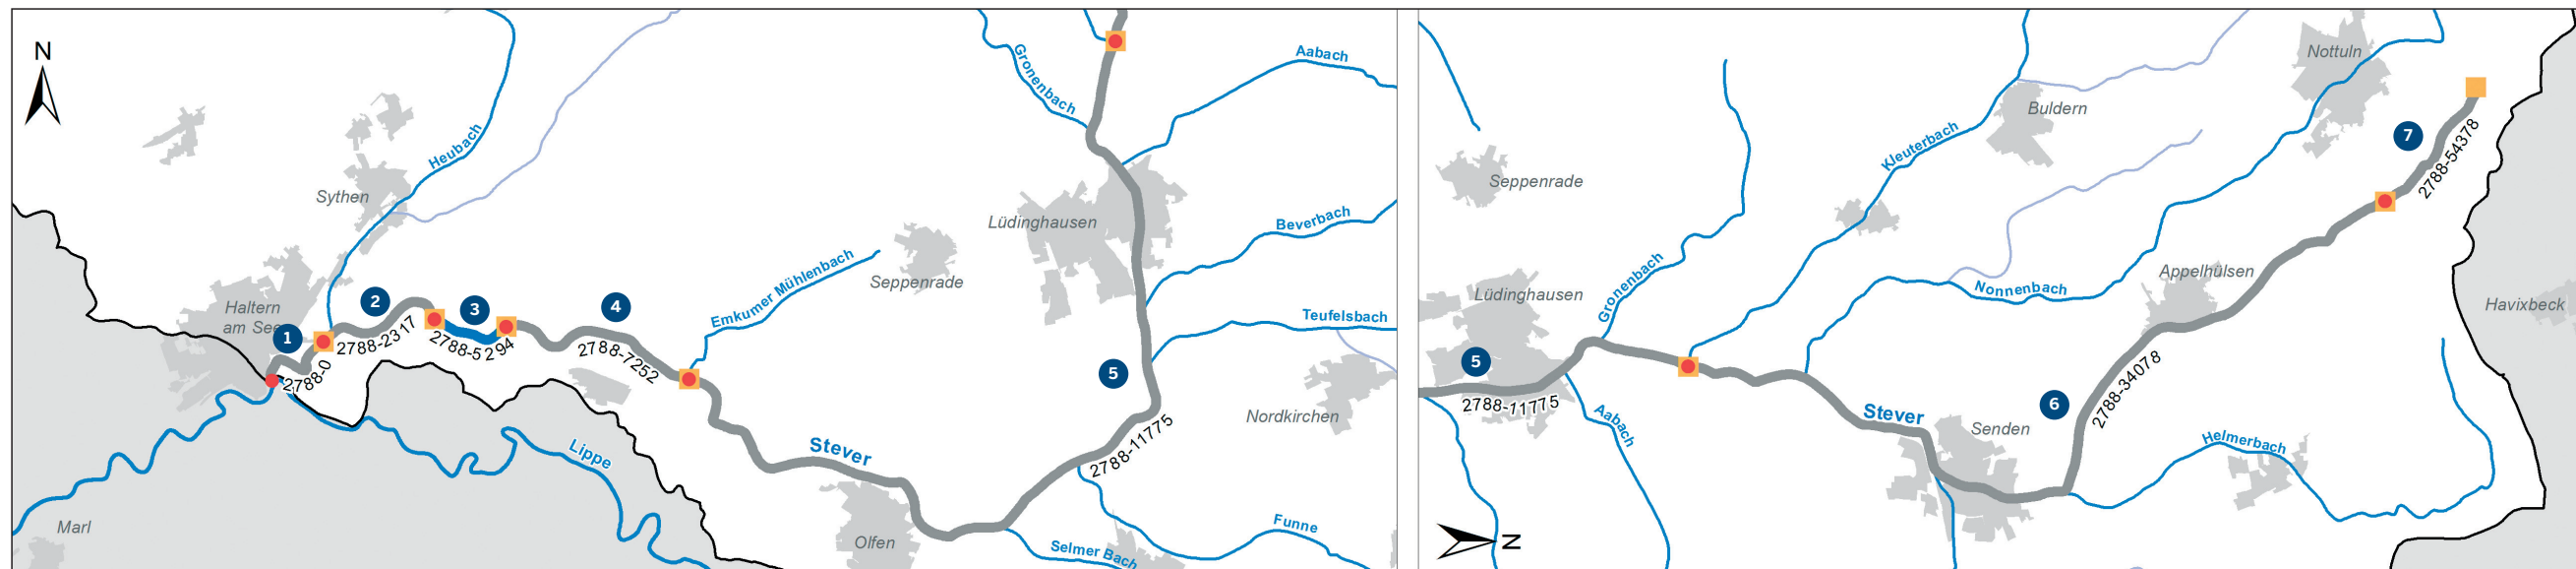 N
Heubach
Sythen
Haltern
am See
1
2
3
4
2788-0
2788-2317
2788-5294
2788-7252
Marl
Lippe
Emkumer Mühlenbach
Seppenrade
Stever
Olfen
Gronenbach
Aabach
Lüdinghausen
Beverbach
Teufelsbach
5
Nordkirchen
2788-11775
Funne
Selmer Bach
Seppenrade
Lüdinghausen
5
2788-11775
Gronenbach
Aabach
N
Kleuterbach
Buldern
Nottuln
7
2788-54378
Nonnenbach
Appelhülsen
Havixbeck
Stever
Senden
6
2788-34078
Helmerbach